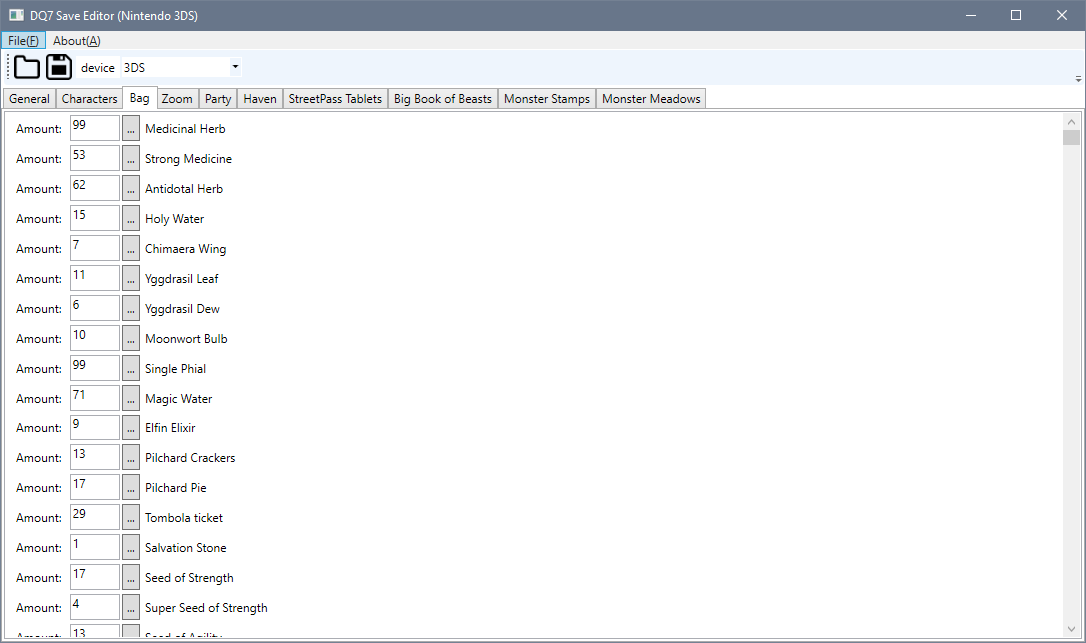 DQ7 Save Editor (Nintendo 3DS)
File(F) About(A)
device 3DS
General Characters Bag Zoom Party Haven StreetPass Tablets Big Book of Beasts Monster Stamps Monster Meadows
Amount: 99 ... Medicinal Herb
Amount: 53 ... Strong Medicine
Amount: 62 ... Antidotal Herb
Amount: 15 ... Holy Water
Amount: 7 ... Chimaera Wing
Amount: 11 ... Yggdrasil Leaf
Amount: 6 ... Yggdrasil Dew
Amount: 10 ... Moonwort Bulb
Amount: 99 ... Single Phial
Amount: 71 ... Magic Water
Amount: 9 ... Elfin Elixir
Amount: 13 ... Pilchard Crackers
Amount: 17 ... Pilchard Pie
Amount: 29 ... Tombola ticket
Amount: 1 ... Salvation Stone
Amount: 17 ... Seed of Strength
Amount: 4 ... Super Seed of Strength
Amount: 13 Seed of Agility